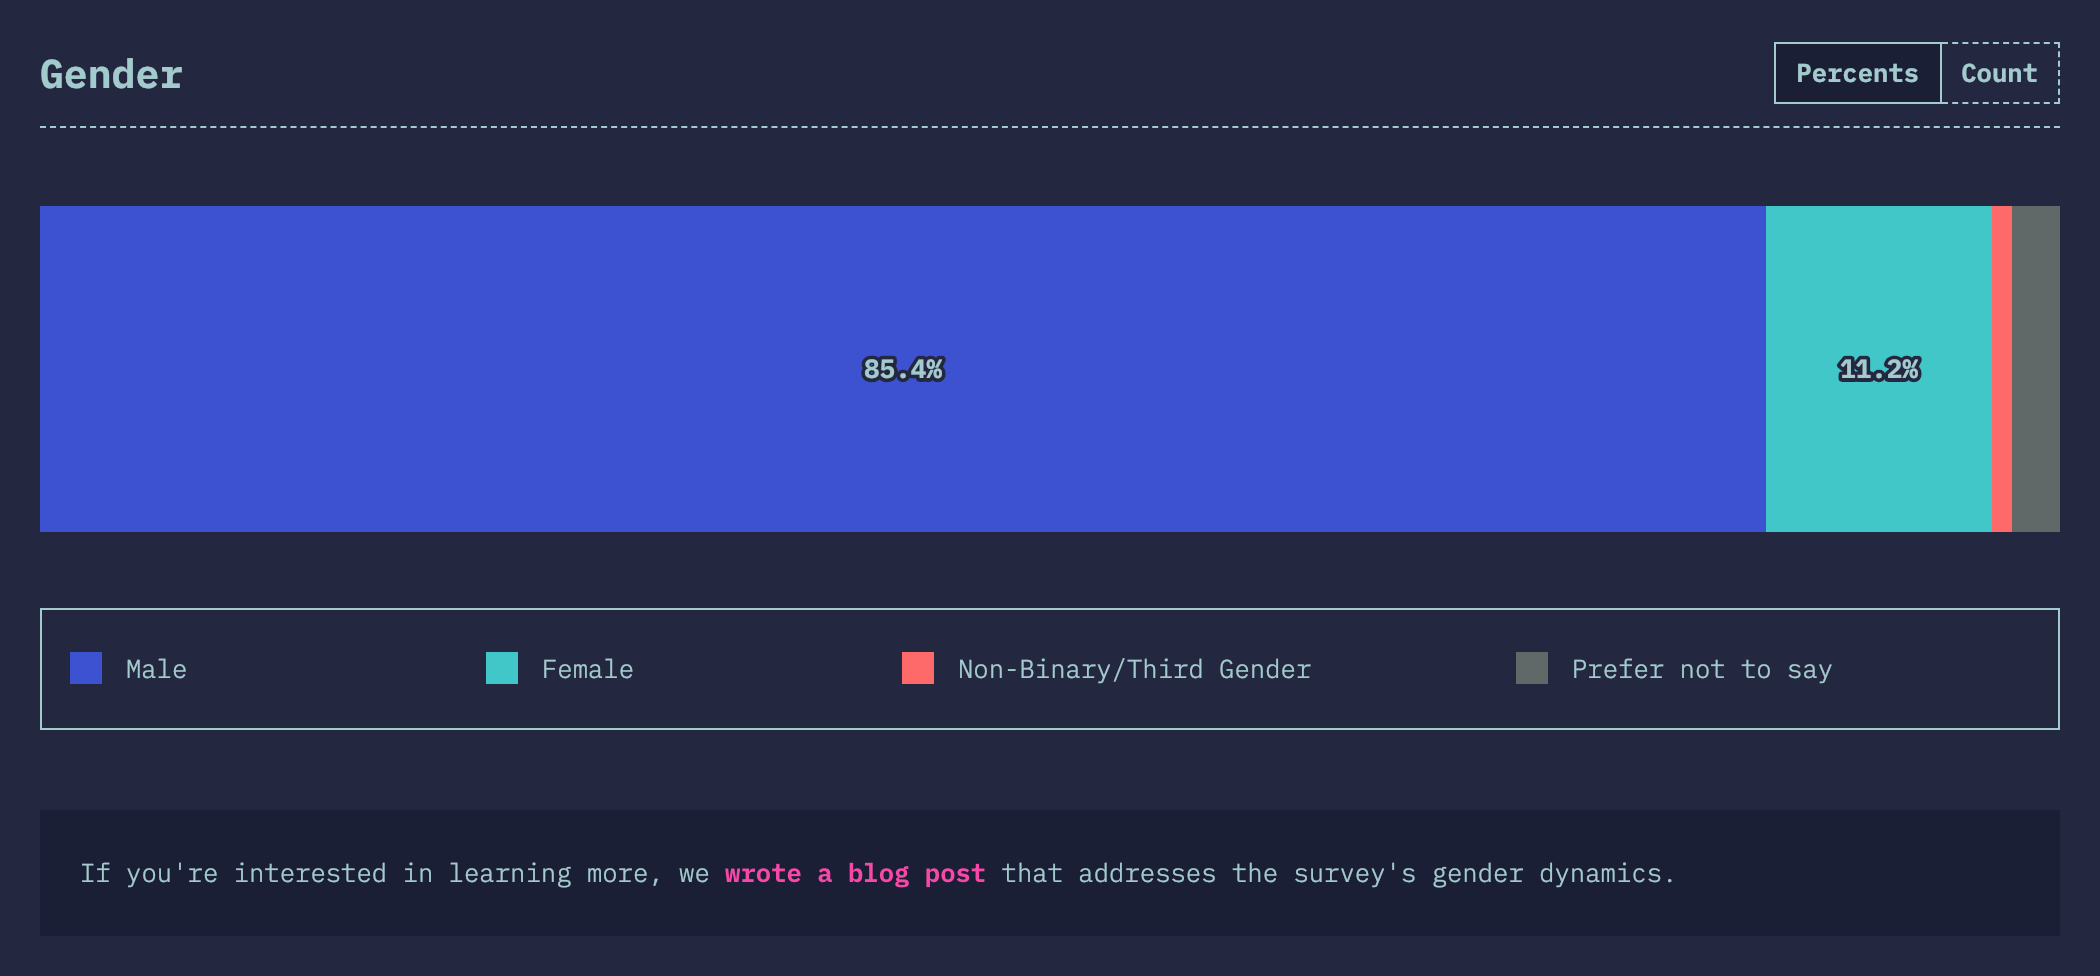 Gender
Percents Count
85.4% 11.2%
Male Female Non-Binary/Third Gender Prefer not to say
If you're interested in learning more, we wrote a blog post that addresses the survey's gender dynamics.